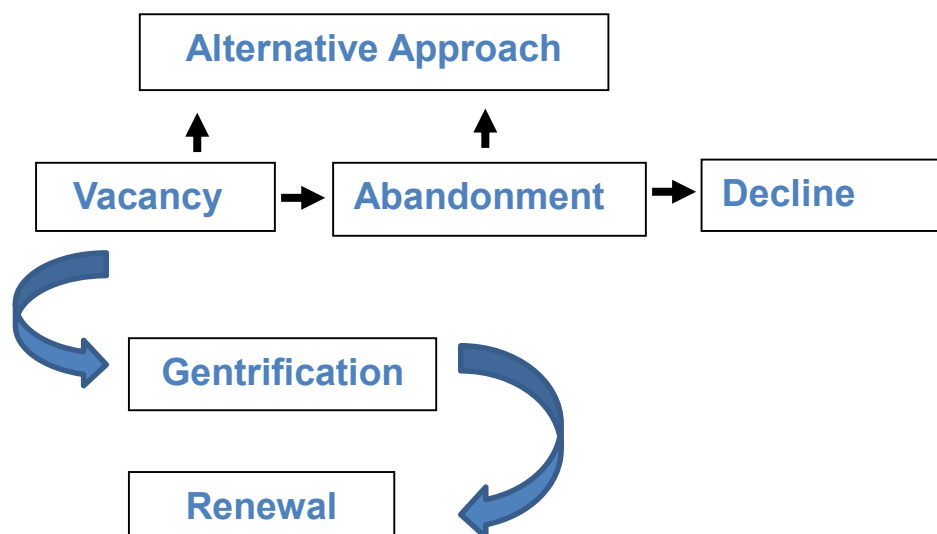 Alternative Approach
Vacancy
Abandonment
Decline
Gentrification
Renewal